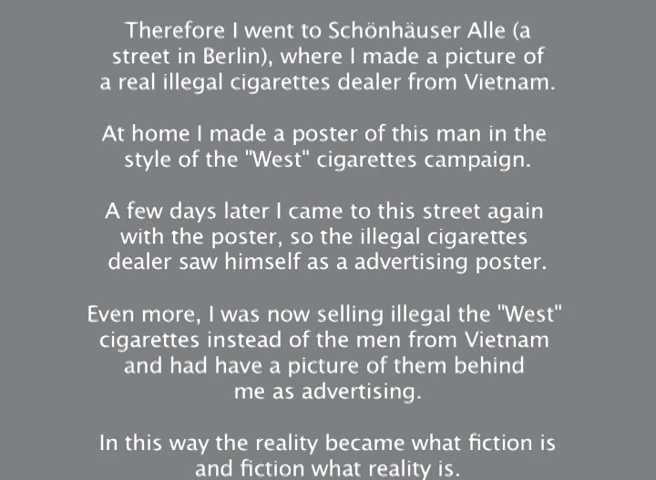 Therefore I went to Schönhäuser Alle (a
street in Berlin), where I made a picture of
a real illegal cigarettes dealer from Vietnam.
At home I made a poster of this man in the
style of the "West" cigarettes campaign.
A few days later I came to this street again
with the poster, so the illegal cigarettes
dealer saw himself as a advertising poster.
Even more, I was now selling illegal the "West"
cigarettes instead of the men from Vietnam
and had have a picture of them behind
me as advertising.
In this way the reality became what fiction is
and fiction what reality is.